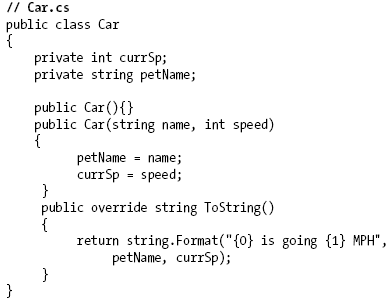 // Car.cs
public class Car
{
    private int currSp;
    private string petName;

    public Car(){}
    public Car(string name, int speed)
    {
         petName = name;
         currSp = speed;
     }
     public override string ToString()
     {
          return string.Format("{0} is going {1} MPH",
               petName, currSp);
     }
}